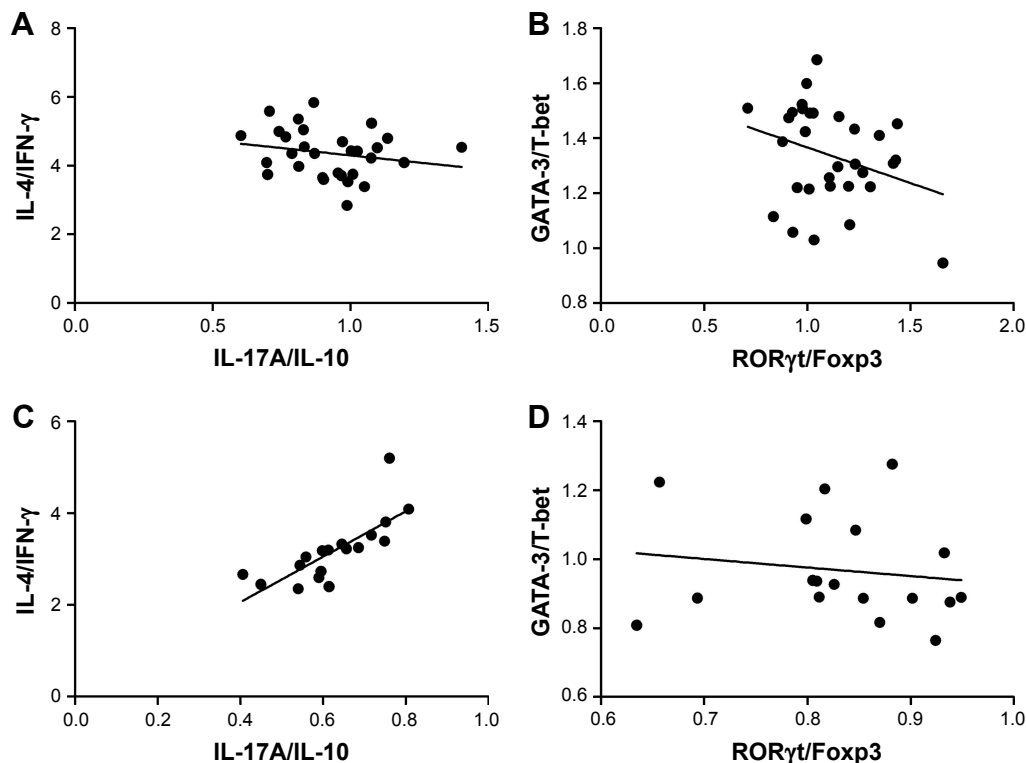 A
IL-4/IFN-γ
8
6
4
2
0
0.0 0.5 1.0 1.5
IL-17A/IL-10
B
GATA-3/T-bet
1.8
1.6
1.4
1.2
1.0
0.8
0.0 0.5 1.0 1.5 2.0
RORγt/Foxp3
C
IL-4/IFN-γ
6
4
2
0
0.0 0.2 0.4 0.6 0.8 1.0
IL-17A/IL-10
D
GATA-3/T-bet
1.4
1.2
1.0
0.8
0.6
0.6 0.7 0.8 0.9 1.0
RORγt/Foxp3